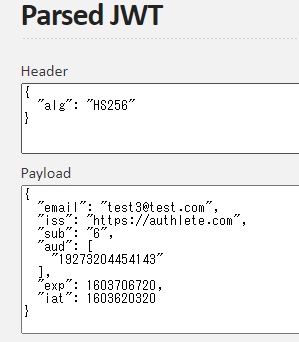 Parsed JWT
Header
{
  "alg": "HS256"
}
Payload
{
  "email": "test3@test.com",
  "iss": "https://authlete.com",
  "sub": "6",
  "aud": [
    "19273204454143"
  ],
  "exp": 1603706720,
  "iat": 1603620320
}